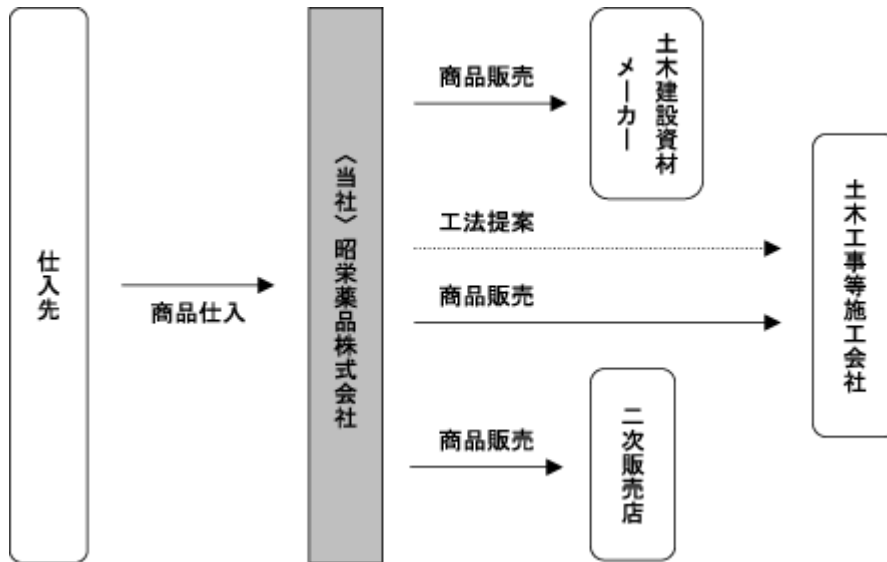 仕入先
商品仕入
〈当社〉昭栄薬品株式会社
商品販売
土木建設資材
メーカー
工法提案
商品販売
土木工事等施工会社
商品販売
二次販売店